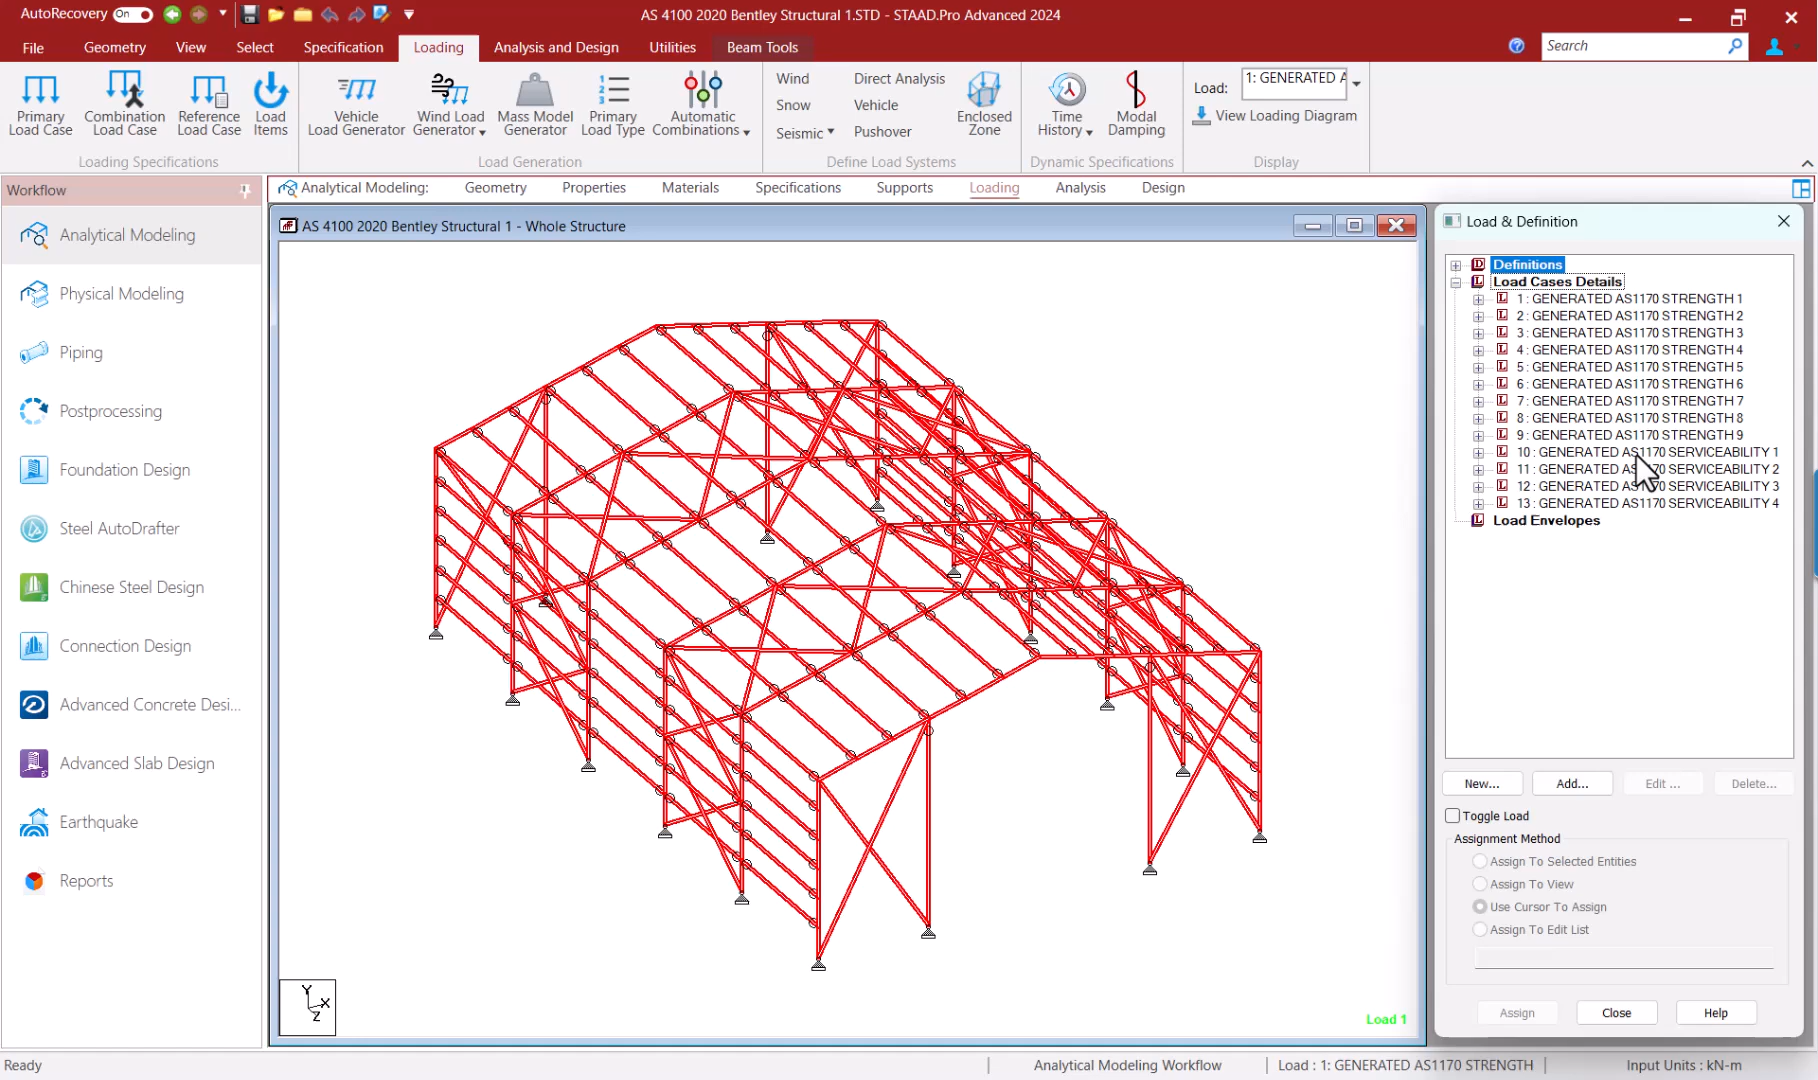 AutoRecovery On
AS 4100 2020 Bentley Structural 1.STD - STAAD.Pro Advanced 2024
File Geometry View Select Specification Loading Analysis and Design Utilities Beam Tools
Search
Primary Load Case
Combination Load Case
Reference Load Case
Load Items
Loading Specifications
Vehicle Load Generator
Wind Load Generator
Mass Model Generator
Primary Load Type
Automatic Combinations
Load Generation
Wind
Snow
Seismic
Direct Analysis
Vehicle
Pushover
Enclosed Zone
Define Load Systems
Time History
Modal Damping
Dynamic Specifications
Load: 1: GENERATED A
View Loading Diagram
Display
Workflow
Analytical Modeling
Physical Modeling
Piping
Postprocessing
Foundation Design
Steel AutoDrafter
Chinese Steel Design
Connection Design
Advanced Concrete Desi...
Advanced Slab Design
Earthquake
Reports
Analytical Modeling: Geometry Properties Materials Specifications Supports Loading Analysis Design
AS 4100 2020 Bentley Structural 1 - Whole Structure
Y
X
Z
Load 1
Load & Definition
Definitions
Load Cases Details
1 : GENERATED AS1170 STRENGTH 1
2 : GENERATED AS1170 STRENGTH 2
3 : GENERATED AS1170 STRENGTH 3
4 : GENERATED AS1170 STRENGTH 4
5 : GENERATED AS1170 STRENGTH 5
6 : GENERATED AS1170 STRENGTH 6
7 : GENERATED AS1170 STRENGTH 7
8 : GENERATED AS1170 STRENGTH 8
9 : GENERATED AS1170 STRENGTH 9
10 : GENERATED AS1170 SERVICEABILITY 1
11 : GENERATED AS1170 SERVICEABILITY 2
12 : GENERATED AS1170 SERVICEABILITY 3
13 : GENERATED AS1170 SERVICEABILITY 4
Load Envelopes
New... Add... Edit ... Delete...
Toggle Load
Assignment Method
Assign To Selected Entities
Assign To View
Use Cursor To Assign
Assign To Edit List
Assign Close Help
Ready
Analytical Modeling Workflow
Load : 1: GENERATED AS1170 STRENGTH
Input Units : kN-m